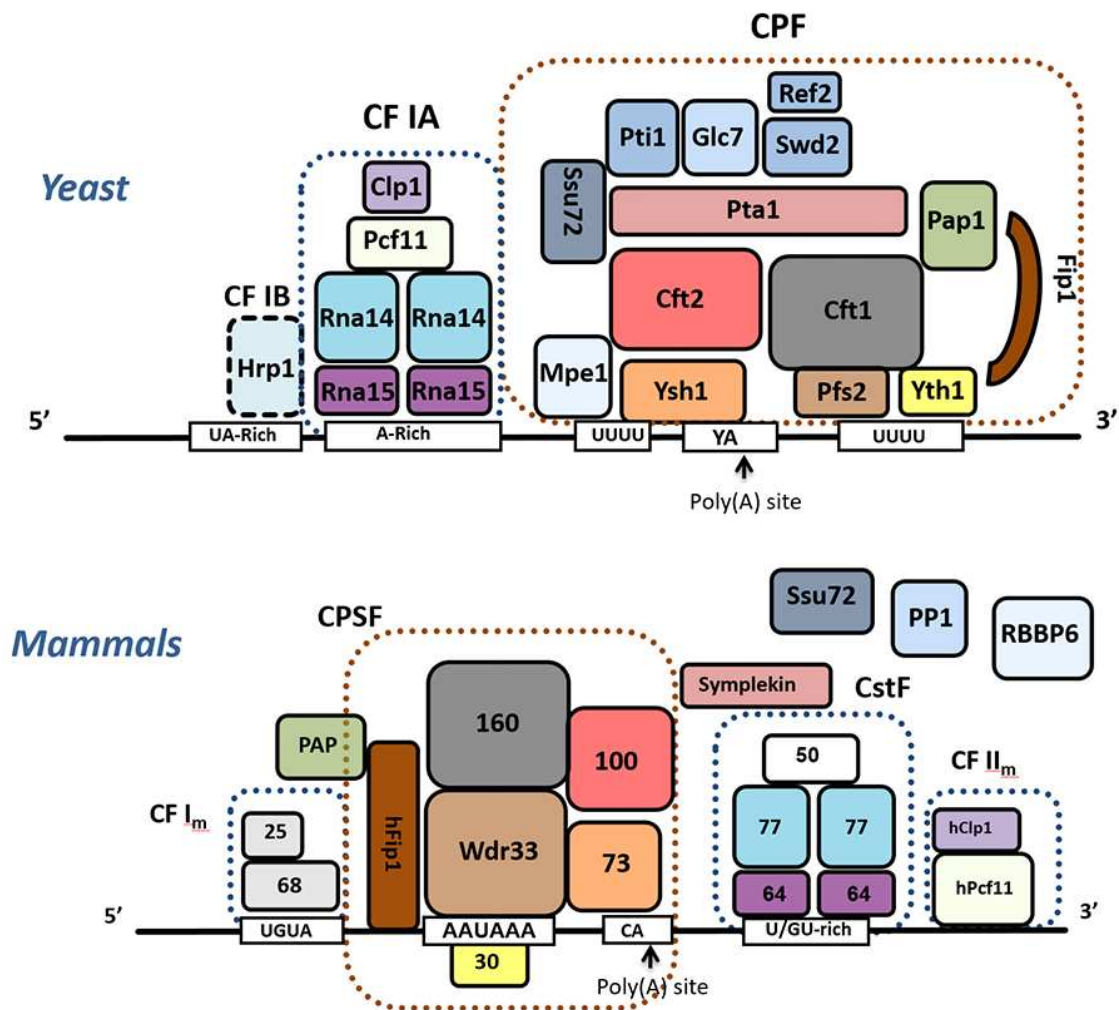 CPF
CF IA
Yeast
CF IB
Ref2
Pti1
Glc7
Swd2
Clp1
Ssu72
Pta1
Pap1
Pcf11
Fip1
Rna14
Rna14
Cft2
Cft1
Hrp1
Mpe1
Rna15
Rna15
Ysh1
Pfs2
Yth1
5’
3’
UA-Rich
A-Rich
UUUU
YA
UUUU
Poly(A) site
Mammals
CPSF
Ssu72
PP1
RBBP6
Symplekin
CstF
160
PAP
100
50
CF IIm
CF Im
25
hFip1
77
77
hClp1
68
Wdr33
73
64
64
hPcf11
5’
3’
UGUA
AAUAAA
CA
U/GU-rich
30
Poly(A) site